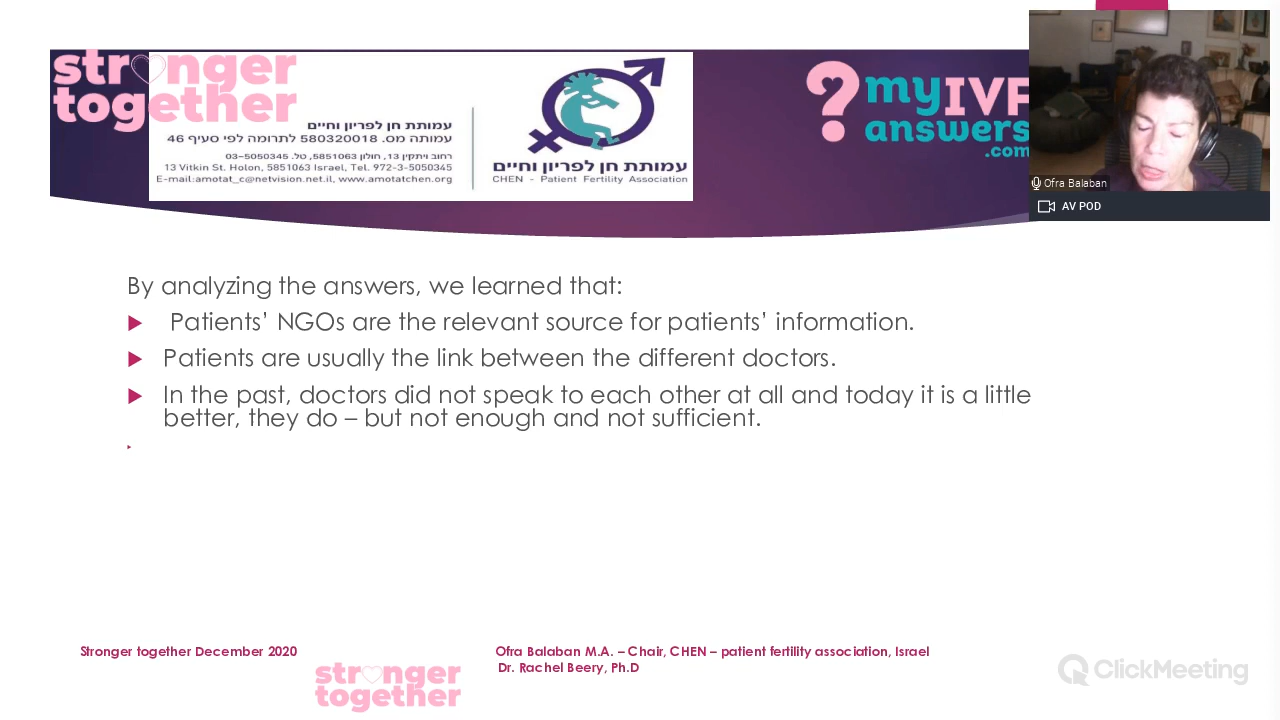 stronger
together
עמותת חן לפריון וחיים
עמותה מס. 580320018 לתרומה לפי סעיף 46
רחוב ויתקין 13, חולון 5851063, טל. 03-5050345
13 Vitkin St. Holon, 5851063 Israel, Tel. 972-3-5050345
E-mail:amotat_c@netvision.net.il, www.amotatchen.org
עמותת חן לפריון וחיים
CHEN - Patient Fertility Association
?myIVF
answers
.com
Ofra Balaban
AV POD
By analyzing the answers, we learned that:
Patients’ NGOs are the relevant source for patients’ information.
Patients are usually the link between the different doctors.
In the past, doctors did not speak to each other at all and today it is a little
better, they do – but not enough and not sufficient.
Stronger together December 2020
Ofra Balaban M.A. – Chair, CHEN – patient fertility association, Israel
Dr. Rachel Beery, Ph.D
stronger
together
ClickMeeting